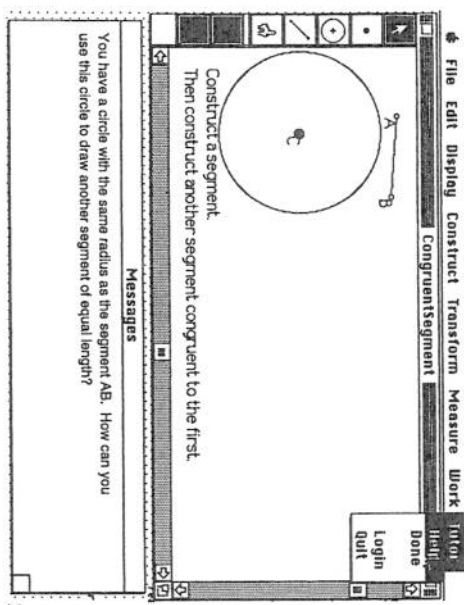 File Edit Display Construct Transform Measure Work Tutor
CongruentSegment
Help
Done
Login
Quit
A
B
C
Construct a segment.
Then construct another segment congruent to the first.
Messages
You have a circle with the same radius as the segment AB. How can you
use this circle to draw another segment of equal length?